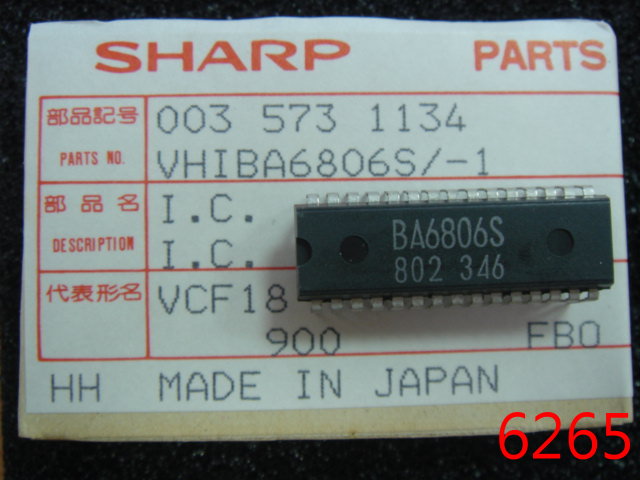 SHARP PARTS
部品記号 003 573 1134
PARTS NO. VHIBA6806S/-1
部品名 I.C.
DESCRIPTION I.C.
代表形名 VCF18
900 FBO
HH MADE IN JAPAN
BA6806S
802 346
6265